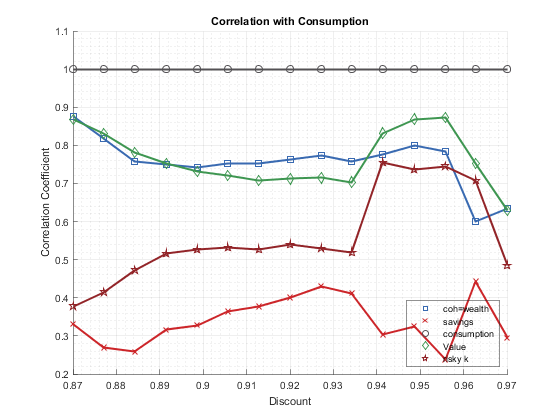 Correlation with Consumption
1.1
1
0.9
0.8
0.7
0.6
0.5
0.4
0.3
0.2
Correlation Coefficient
coh=wealth
savings
consumption
Value
risky k
0.87 0.88 0.89 0.9 0.91 0.92 0.93 0.94 0.95 0.96 0.97
Discount